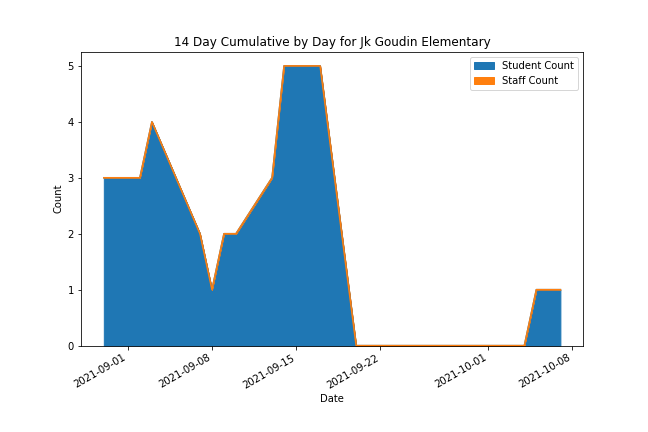 14 Day Cumulative by Day for Jk Goudin Elementary
Student Count
Staff Count
5
4
3
2
1
0
Count
2021-09-01
2021-09-08
2021-09-15
2021-09-22
2021-10-01
2021-10-08
Date